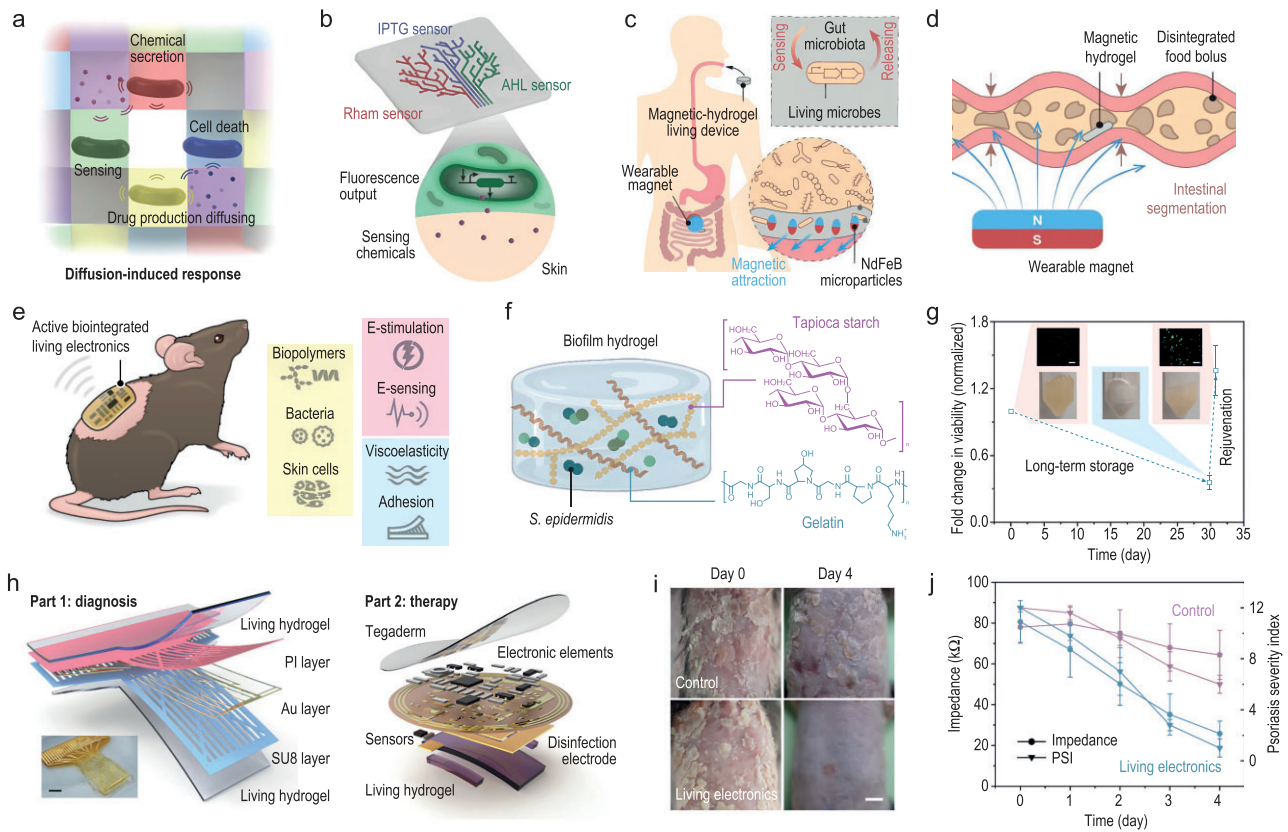 a
Chemical
secretion
Cell death
Sensing
Drug production diffusing
Diffusion-induced response
b
IPTG sensor
AHL sensor
Rham sensor
Fluorescence
output
Sensing
chemicals
Skin
c
Sensing
Gut
microbiota
Releasing
Living microbes
Magnetic-hydrogel
living device
Wearable
magnet
Magnetic
attraction
NdFeB
microparticles
d
Magnetic
hydrogel
Disintegrated
food bolus
Intestinal
segmentation
N
S
Wearable magnet
e
Active biointegrated
living electronics
Biopolymers
Bacteria
Skin cells
E-stimulation
E-sensing
Viscoelasticity
Adhesion
f
Biofilm hydrogel
Tapioca starch
S. epidermidis
Gelatin
g
Fold change in viability (normalized)
1.8
1.4
1.0
0.6
0.2
Long-term storage
Rejuvenation
0 5 10 15 20 25 30 35
Time (day)
h
Part 1: diagnosis
Living hydrogel
PI layer
Au layer
SU8 layer
Living hydrogel
Part 2: therapy
Tegaderm
Electronic elements
Sensors
Disinfection
electrode
Living hydrogel
i
Day 0 Day 4
Control
Living electronics
j
Impedance (kΩ)
100
80
60
40
20
0
Control
Impedance
PSI
Living electronics
12
10
8
6
4
2
0
Psoriasis severity index
0 1 2 3 4
Time (day)